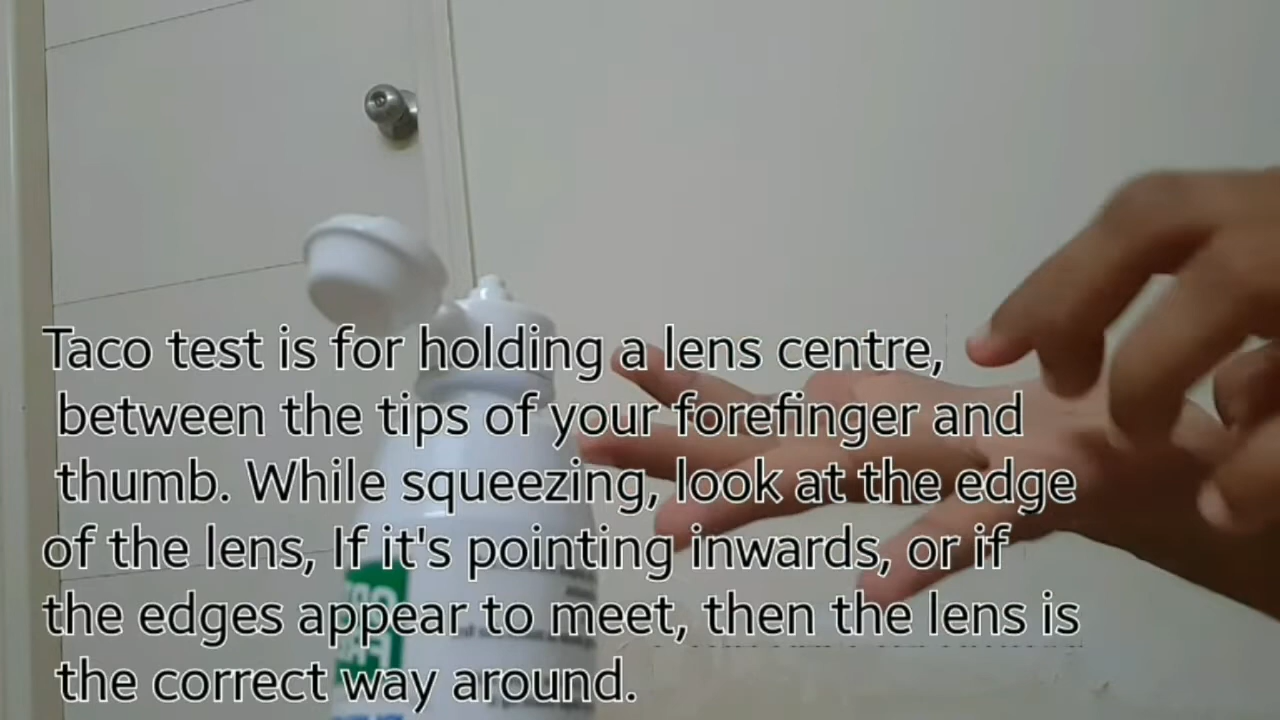 Taco test is for holding a lens centre,
between the tips of your forefinger and
thumb. While squeezing, look at the edge
of the lens, If it's pointing inwards, or if
the edges appear to meet, then the lens is
the correct way around.